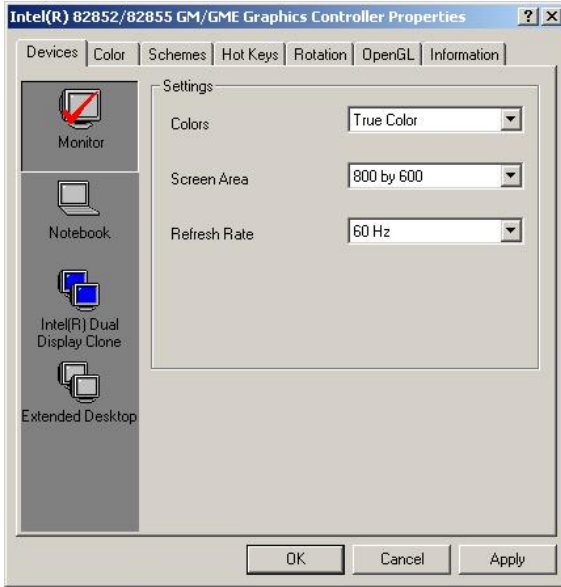 Intel(R) 82852/82855 GM/GME Graphics Controller Properties
Devices Color Schemes Hot Keys Rotation OpenGL Information
Settings
Monitor
Colors True Color
Screen Area 800 by 600
Notebook
Refresh Rate 60 Hz
Intel(R) Dual
Display Clone
Extended Desktop
OK Cancel Apply